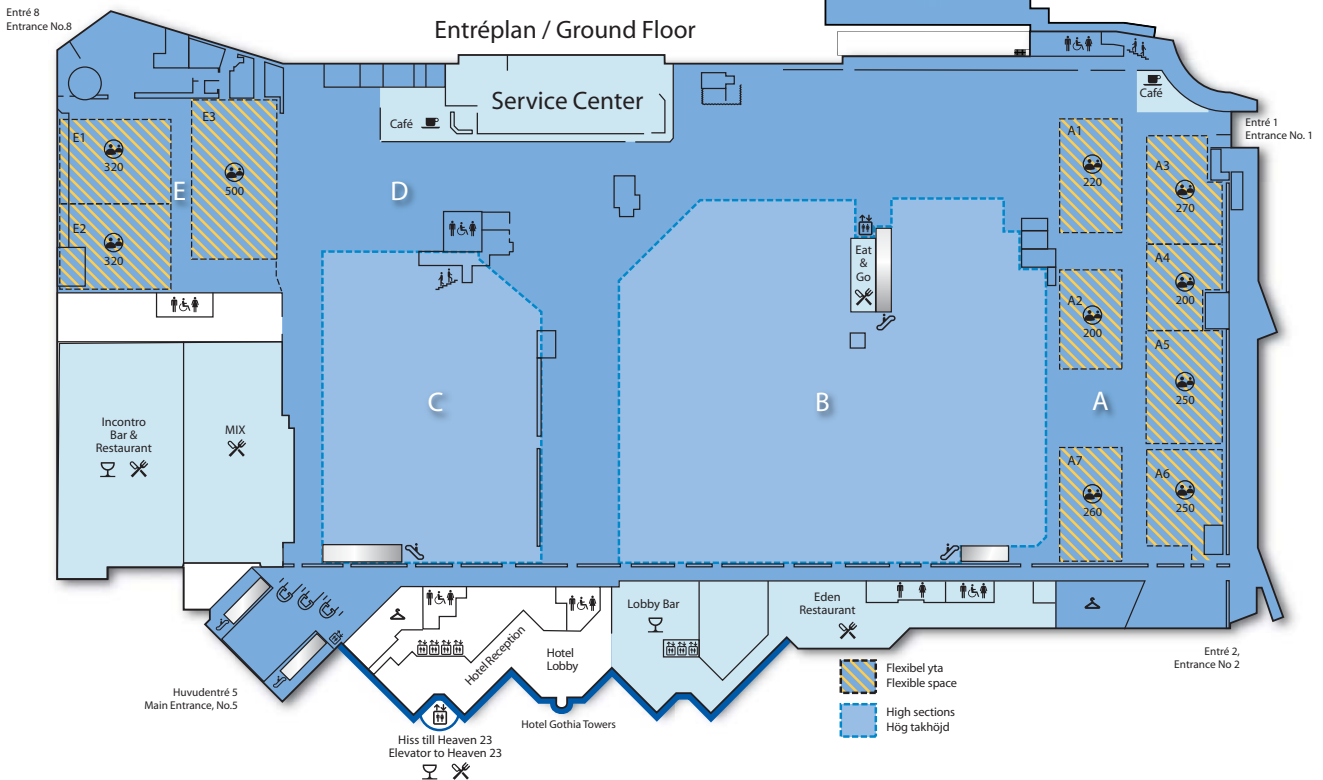 Entré 8
Entrance No.8
Entréplan / Ground Floor
Service Center
Café
Café
Entré 1
Entrance No. 1
E1
320
E2
320
E3
500
E
D
A1
220
A3
270
A4
200
A2
200
A5
250
A
A7
260
A6
250
Eat
&
Go
C
B
Incontro
Bar &
Restaurant
MIX
Lobby Bar
Eden
Restaurant
Hotel Reception
Hotel
Lobby
Huvudentré 5
Main Entrance, No.5
Hotel Gothia Towers
Hiss till Heaven 23
Elevator to Heaven 23
Entré 2,
Entrance No 2
Flexibel yta
Flexible space
High sections
Hög takhöjd